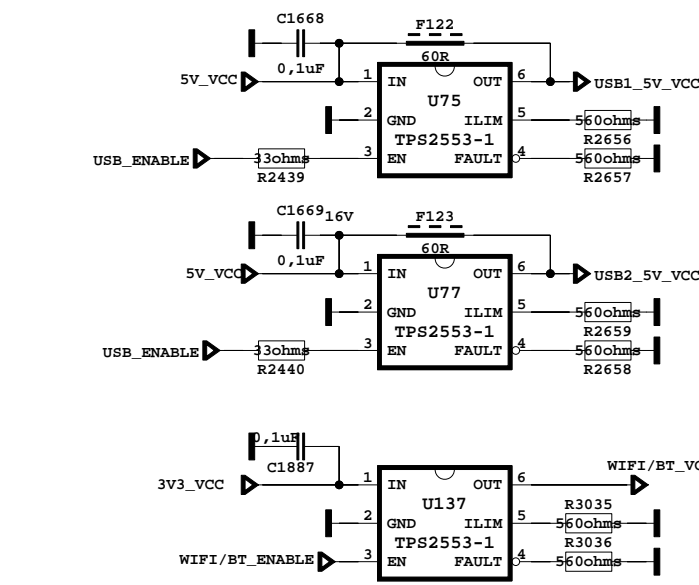 C1668
F122
0,1uF
60R
5V_VCC
1 IN OUT 6
USB1_5V_VCC
U75
2 GND ILIM 5
560ohms
R2656
TPS2553-1
USB_ENABLE
33ohms
3 EN FAULT 4
560ohms
R2439
R2657
C1669 16V
F123
0,1uF
60R
5V_VCC
1 IN OUT 6
USB2_5V_VCC
U77
2 GND ILIM 5
560ohms
R2659
TPS2553-1
USB_ENABLE
33ohms
3 EN FAULT 4
560ohms
R2440
R2658
0,1uF
C1887
WIFI/BT_VC
3V3_VCC
1 IN OUT 6
U137
R3035
2 GND ILIM 5
560ohms
TPS2553-1
R3036
WIFI/BT_ENABLE
3 EN FAULT 4
560ohms